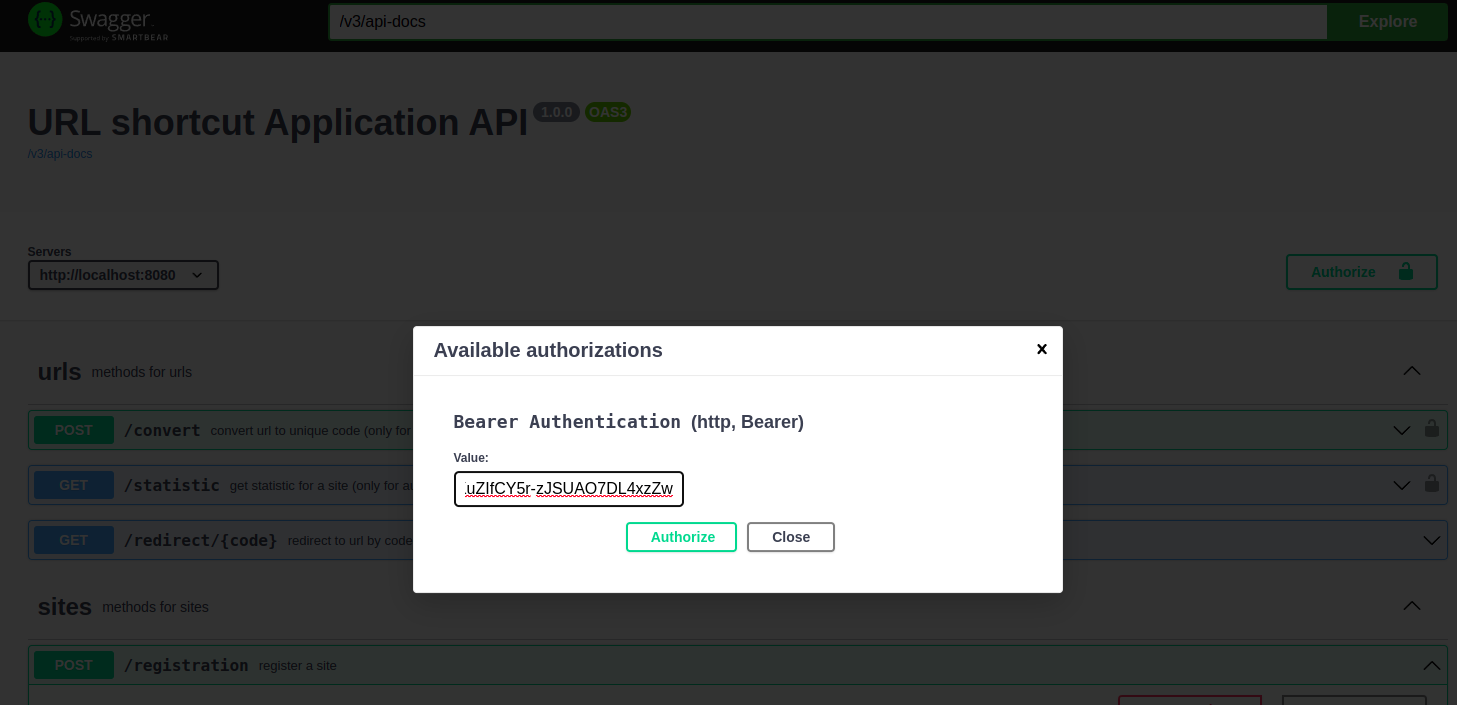 {...} Swagger
Supported by SMARTBEAR
/v3/api-docs
Explore
URL shortcut Application API
1.0.0
OAS3
/v3/api-docs
Servers
http://localhost:8080
Authorize
Available authorizations
x
Bearer Authentication (http, Bearer)
Value:
uZIfCY5r-zJSUAO7DL4xzZw
Authorize
Close
urls methods for urls
POST /convert convert url to unique code (only for
GET /statistic get statistic for a site (only for au
GET /redirect/{code} redirect to url by code
sites methods for sites
POST /registration register a site